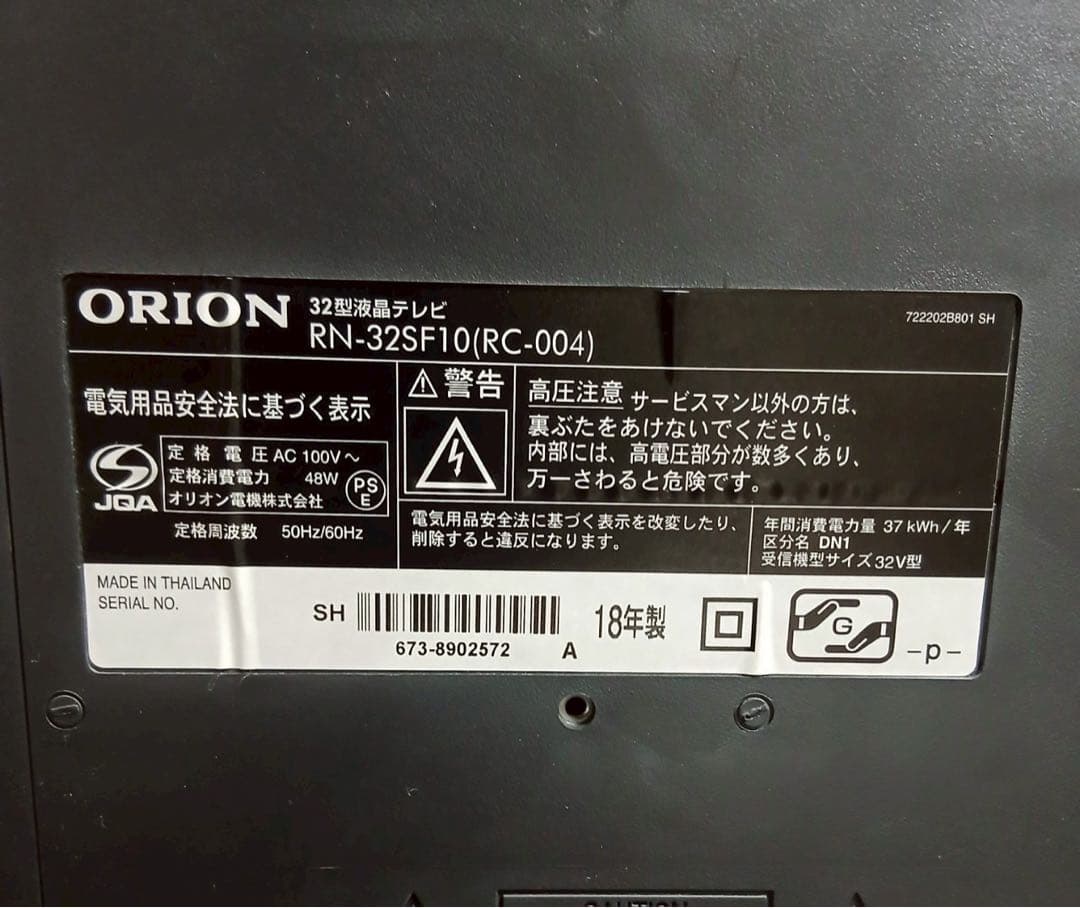 ORION
32型液晶テレビ
RN-32SF10(RC-004)
722202B801 SH
電気用品安全法に基づく表示
JQA
定格電圧 AC 100V～
定格消費電力 48W
オリオン電機株式会社
PS
E
定格周波数 50Hz/60Hz
警告
高圧注意 サービスマン以外の方は、
裏ぶたをあけないでください。
内部には、高電圧部分が数多くあり、
万一さわると危険です。
電気用品安全法に基づく表示を改変したり、
削除すると違反になります。
年間消費電力量 37 kWh/年
区分名 DN1
受信機型サイズ 32V型
MADE IN THAILAND
SERIAL NO.
SH
673-8902572
A
18年製
G
-p-